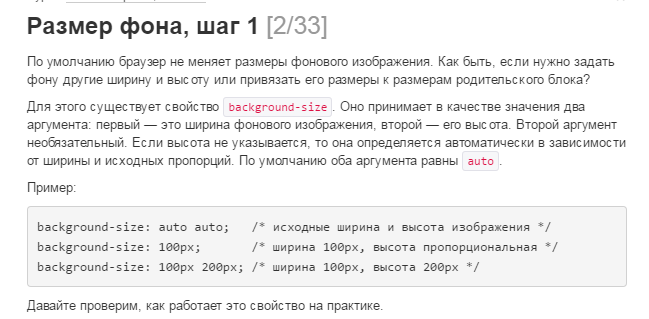 Размер фона, шаг 1 [2/33]
По умолчанию браузер не меняет размеры фонового изображения. Как быть, если нужно задать
фону другие ширину и высоту или привязать его размеры к размерам родительского блока?
Для этого существует свойство background-size. Оно принимает в качестве значения два
аргумента: первый — это ширина фонового изображения, второй — его высота. Второй аргумент
необязательный. Если высота не указывается, то она определяется автоматически в зависимости
от ширины и исходных пропорций. По умолчанию оба аргумента равны auto.
Пример:
background-size: auto auto;   /* исходные ширина и высота изображения */
background-size: 100px;       /* ширина 100px, высота пропорциональная */
background-size: 100px 200px; /* ширина 100px, высота 200px */
Давайте проверим, как работает это свойство на практике.